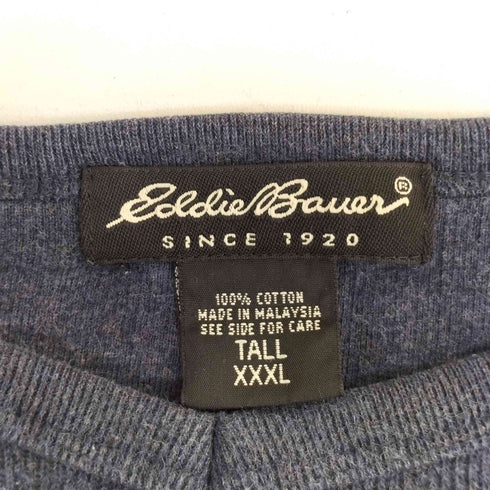 Eddie Bauer ®
SINCE 1920
100% COTTON
MADE IN MALAYSIA
SEE SIDE FOR CARE
TALL
XXXL